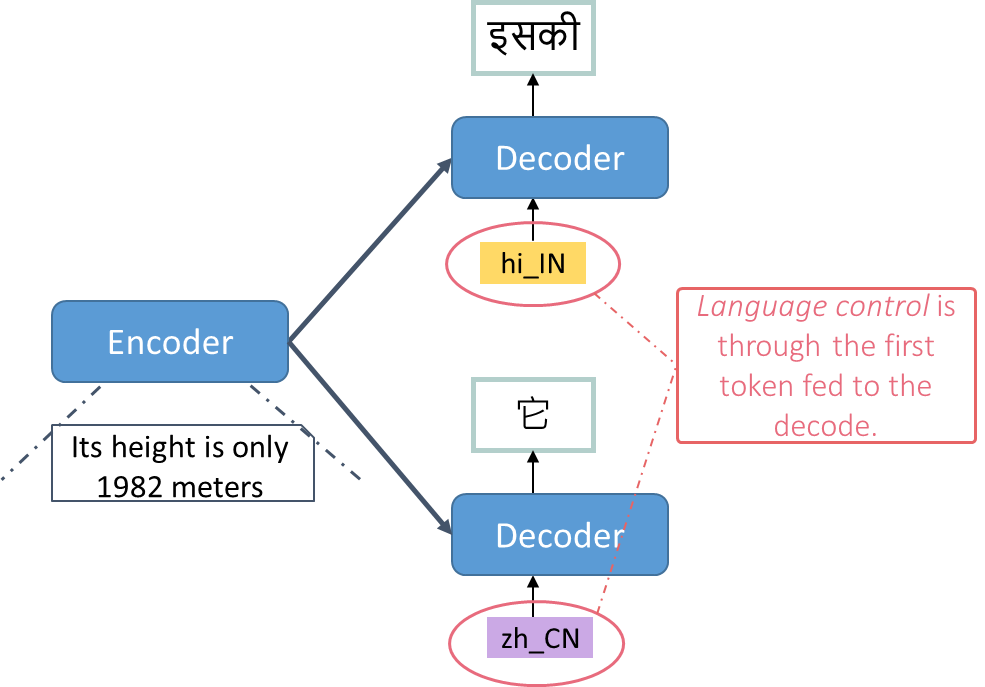 इसकी
Decoder
hi_IN
Encoder
Its height is only
1982 meters
Language control is
through the first
token fed to the
decode.
它
Decoder
zh_CN